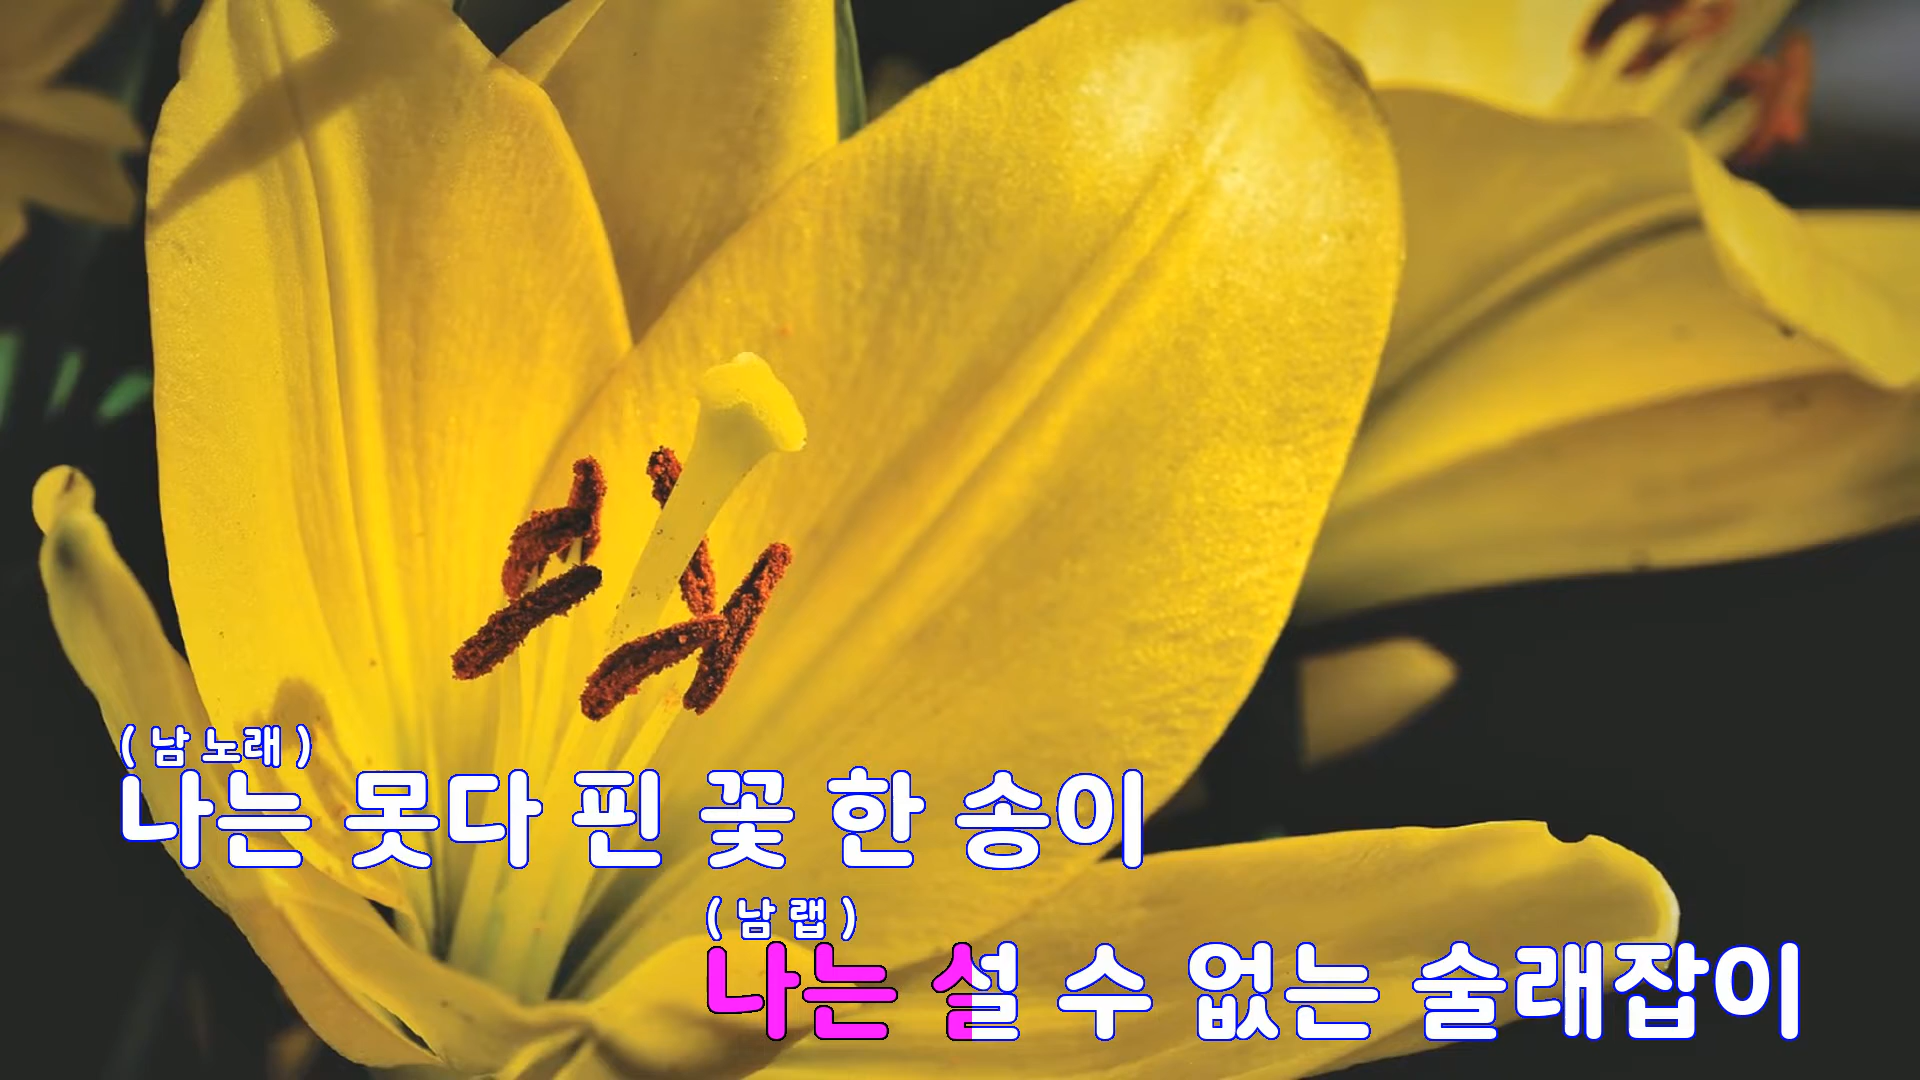 ( 남 노래 )
나는 못다 핀 꽃 한 송이
( 남 랩 )
나는 설 수 없는 술래잡이